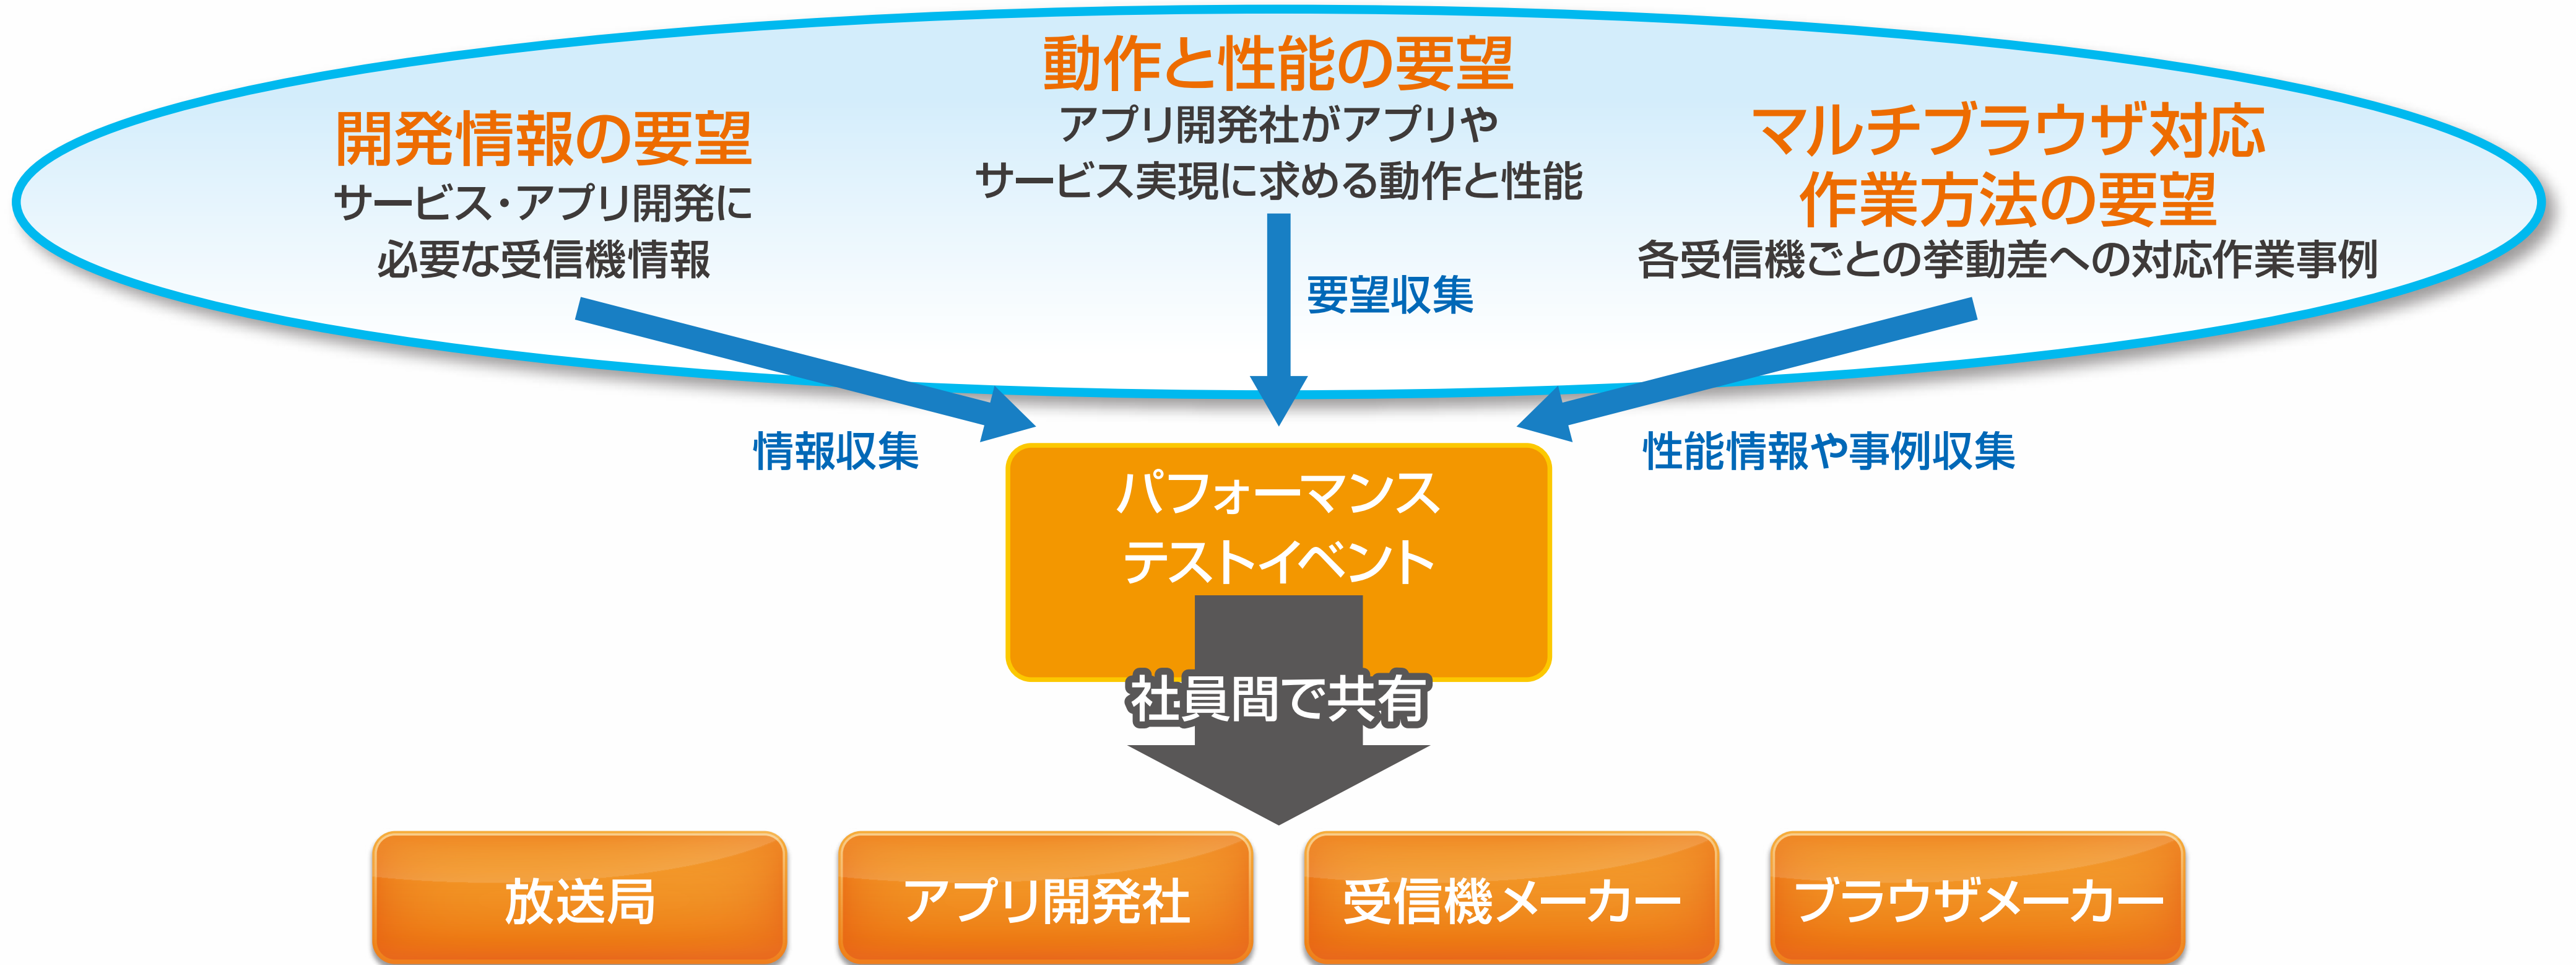 動作と性能の要望
アプリ開発社がアプリや
サービス実現に求める動作と性能
開発情報の要望
サービス・アプリ開発に
必要な受信機情報
マルチブラウザ対応
作業方法の要望
各受信機ごとの挙動差への対応作業事例
要望収集
情報収集
性能情報や事例収集
パフォーマンス
テストイベント
社員間で共有
放送局
アプリ開発社
受信機メーカー
ブラウザメーカー